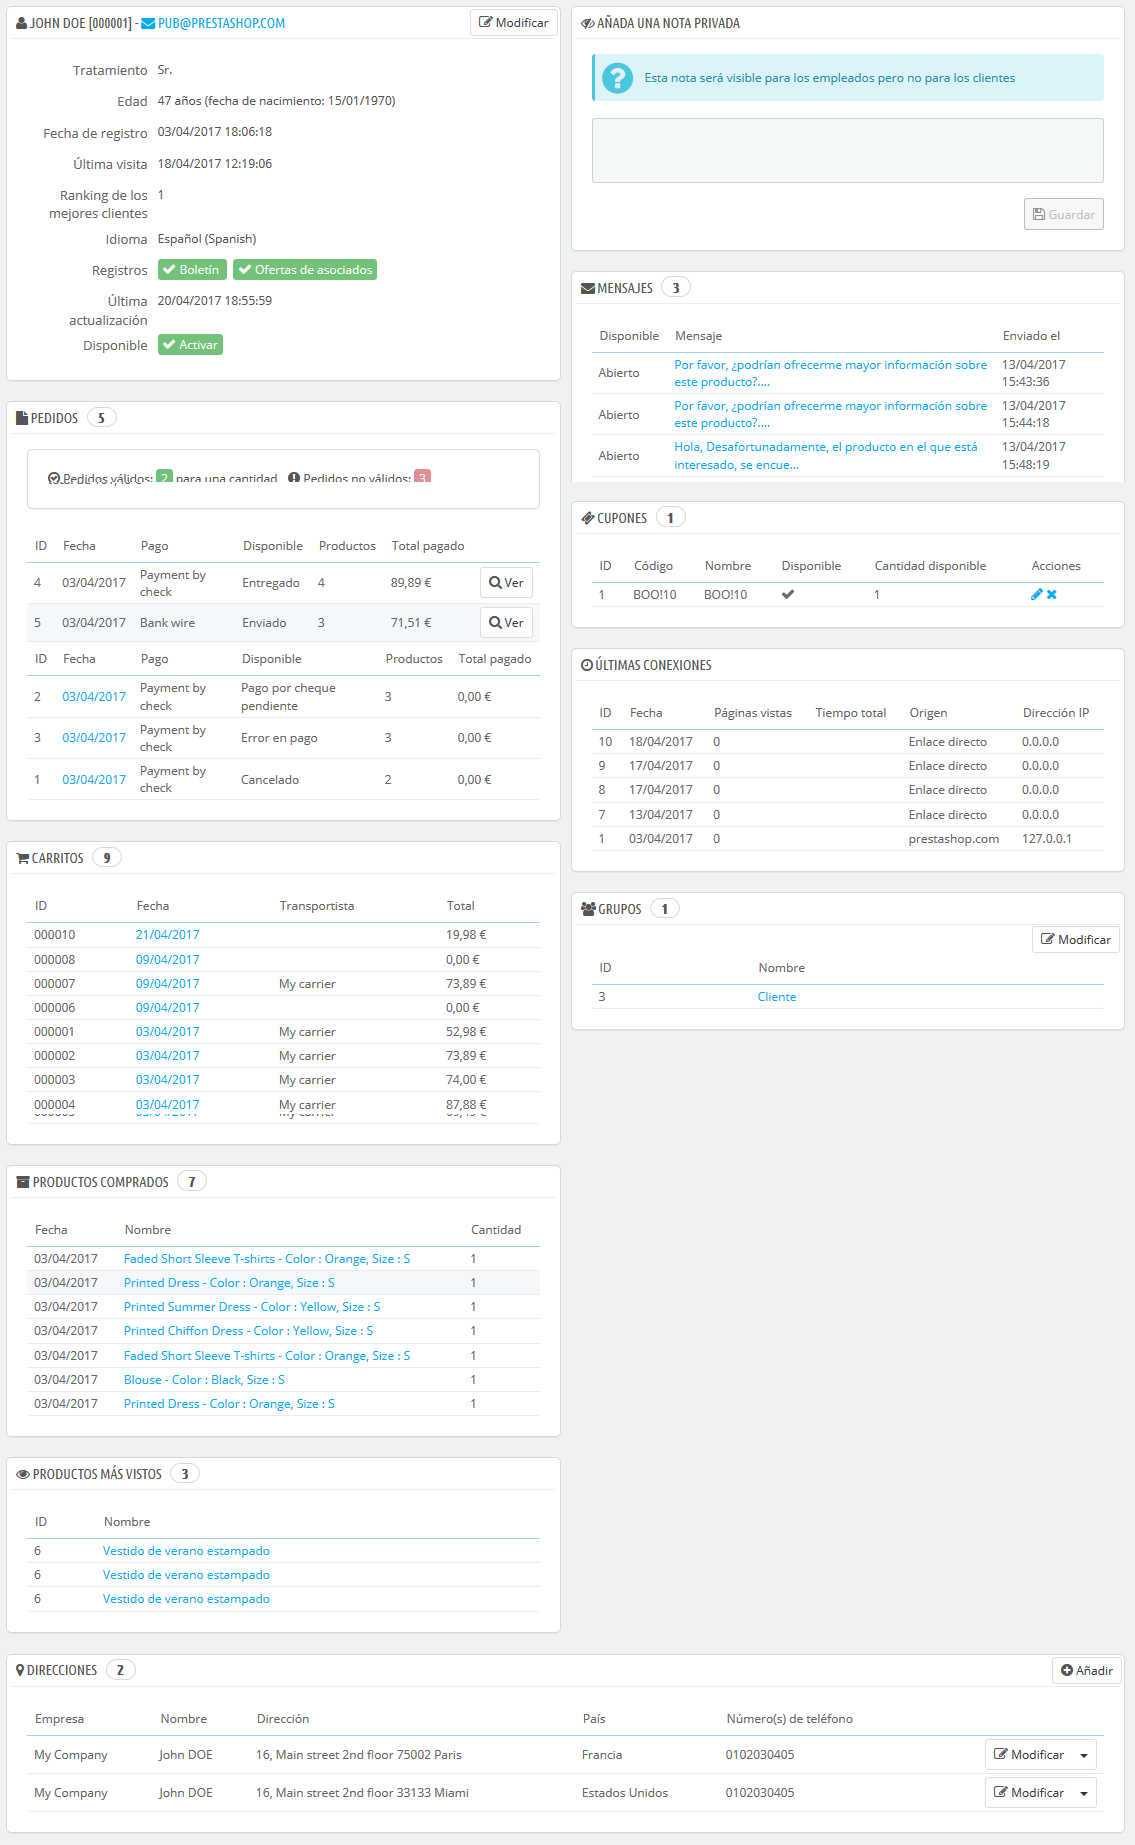 JOHN DOE [000001] - PUB@PRESTASHOP.COM
Modificar
Tratamiento Sr.
Edad 47 años (fecha de nacimiento: 15/01/1970)
Fecha de registro 03/04/2017 18:06:18
Última visita 18/04/2017 12:19:06
Ranking de los mejores clientes 1
Idioma Español (Spanish)
Registros Boletín Ofertas de asociados
Última actualización 20/04/2017 18:55:59
Disponible Activar
PEDIDOS 5
Pedidos válidos: 2 para una cantidad Pedidos no válidos: 3
ID Fecha Pago Disponible Productos Total pagado
4 03/04/2017 Payment by check Entregado 4 89,89 € Ver
5 03/04/2017 Bank wire Enviado 3 71,51 € Ver
ID Fecha Pago Disponible Productos Total pagado
2 03/04/2017 Payment by check Pago por cheque pendiente 3 0,00 €
3 03/04/2017 Payment by check Error en pago 3 0,00 €
1 03/04/2017 Payment by check Cancelado 2 0,00 €
CARRITOS 9
ID Fecha Transportista Total
000010 21/04/2017 19,98 €
000008 09/04/2017 0,00 €
000007 09/04/2017 My carrier 73,89 €
000006 09/04/2017 0,00 €
000001 03/04/2017 My carrier 52,98 €
000002 03/04/2017 My carrier 73,89 €
000003 03/04/2017 My carrier 74,00 €
000004 03/04/2017 My carrier 87,88 €
PRODUCTOS COMPRADOS 7
Fecha Nombre Cantidad
03/04/2017 Faded Short Sleeve T-shirts - Color : Orange, Size : S 1
03/04/2017 Printed Dress - Color : Orange, Size : S 1
03/04/2017 Printed Summer Dress - Color : Yellow, Size : S 1
03/04/2017 Printed Chiffon Dress - Color : Yellow, Size : S 1
03/04/2017 Faded Short Sleeve T-shirts - Color : Orange, Size : S 1
03/04/2017 Blouse - Color : Black, Size : S 1
03/04/2017 Printed Dress - Color : Orange, Size : S 1
PRODUCTOS MÁS VISTOS 3
ID Nombre
6 Vestido de verano estampado
6 Vestido de verano estampado
6 Vestido de verano estampado
AÑADA UNA NOTA PRIVADA
Esta nota será visible para los empleados pero no para los clientes
Guardar
MENSAJES 3
Disponible Mensaje Enviado el
Abierto Por favor, ¿podrían ofrecerme mayor información sobre este producto?.... 13/04/2017 15:43:36
Abierto Por favor, ¿podrían ofrecerme mayor información sobre este producto?.... 13/04/2017 15:44:18
Abierto Hola, Desafortunadamente, el producto en el que está interesado, se encue... 13/04/2017 15:48:19
CUPONES 1
ID Código Nombre Disponible Cantidad disponible Acciones
1 BOO!10 BOO!10 1
ÚLTIMAS CONEXIONES
ID Fecha Páginas vistas Tiempo total Origen Dirección IP
10 18/04/2017 0 Enlace directo 0.0.0.0
9 17/04/2017 0 Enlace directo 0.0.0.0
8 17/04/2017 0 Enlace directo 0.0.0.0
7 13/04/2017 0 Enlace directo 0.0.0.0
1 03/04/2017 0 prestashop.com 127.0.0.1
GRUPOS 1
Modificar
ID Nombre
3 Cliente
DIRECCIONES 2
Añadir
Empresa Nombre Dirección País Número(s) de teléfono
My Company John DOE 16, Main street 2nd floor 75002 Paris Francia 0102030405 Modificar
My Company John DOE 16, Main street 2nd floor 33133 Miami Estados Unidos 0102030405 Modificar